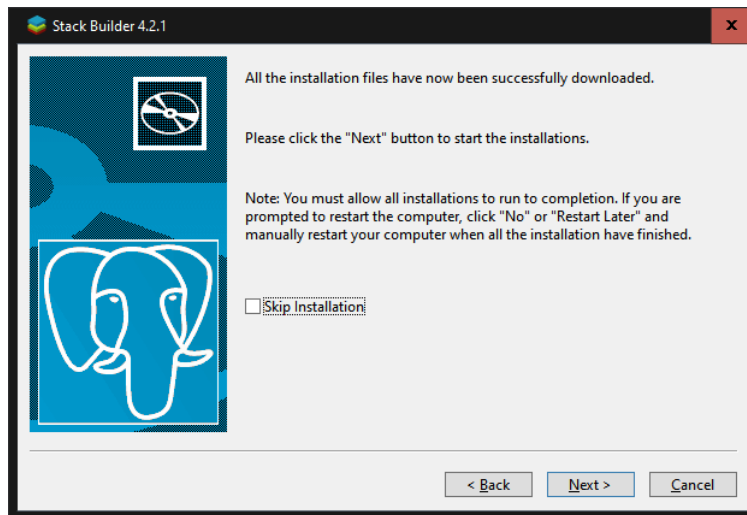 Stack Builder 4.2.1
x
All the installation files have now been successfully downloaded.
Please click the "Next" button to start the installations.
Note: You must allow all installations to run to completion. If you are
prompted to restart the computer, click "No" or "Restart Later" and
manually restart your computer when all the installation have finished.
Skip Installation
< Back
Next >
Cancel